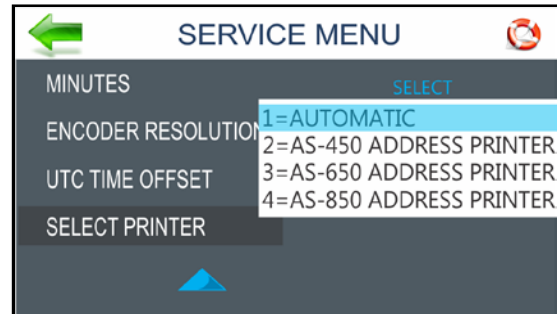 SERVICE MENU
MINUTES
SELECT
ENCODER RESOLUTION
1=AUTOMATIC
2=AS-450 ADDRESS PRINTER
UTC TIME OFFSET
3=AS-650 ADDRESS PRINTER
4=AS-850 ADDRESS PRINTER
SELECT PRINTER